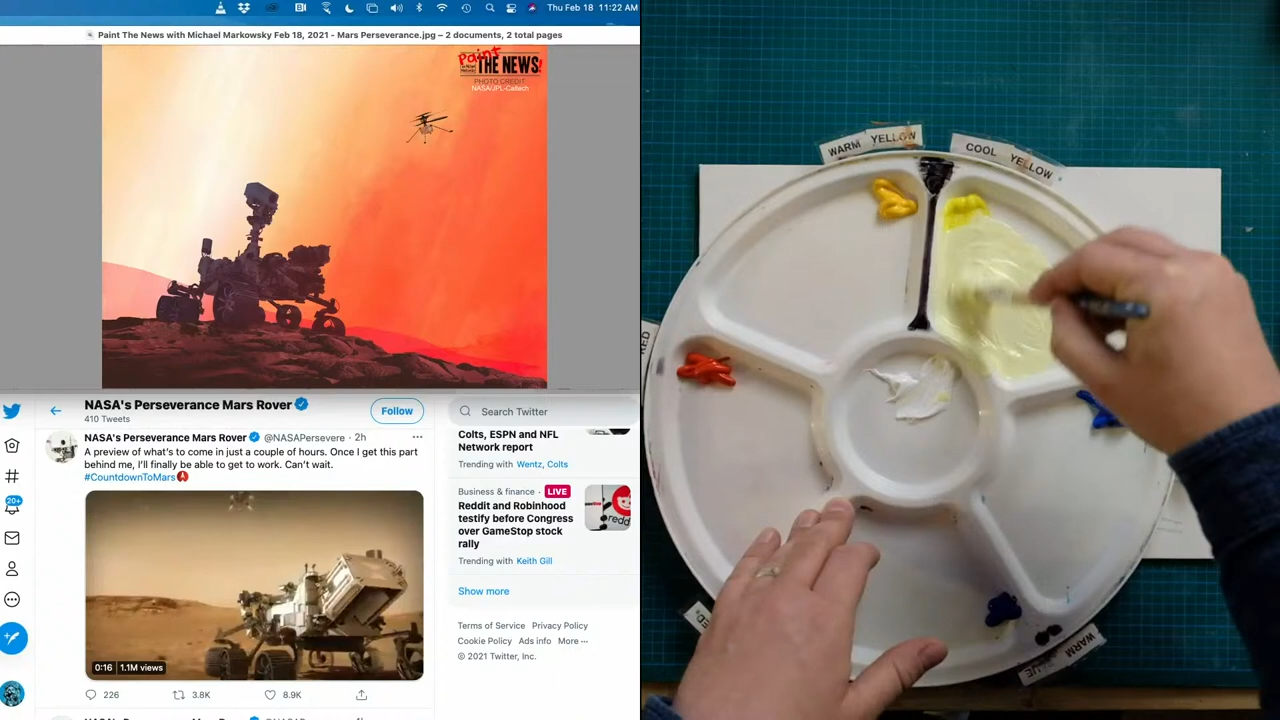 Thu Feb 18 11:22 AM
Paint The News with Michael Markowsky Feb 18, 2021 - Mars Perseverance.jpg – 2 documents, 2 total pages
Paint
THE NEWS!
PHOTO CREDIT
NASA/JPL-Caltech
NASA's Perseverance Mars Rover
410 Tweets
Follow
NASA's Perseverance Mars Rover @NASAPersevere · 2h
A preview of what's to come in just a couple of hours. Once I get this part
behind me, I'll finally be able to get to work. Can't wait.
#CountdownToMars
20+
0:16 1.1M views
226 3.8K 8.9K
Search Twitter
Colts, ESPN and NFL
Network report
Trending with Wentz, Colts
Business & finance · LIVE
Reddit and Robinhood
testify before Congress
over GameStop stock
rally
Trending with Keith Gill
Show more
Terms of Service Privacy Policy
Cookie Policy Ads info More ···
© 2021 Twitter, Inc.
WARM YELLOW
COOL YELLOW
RED
WARM
BLUE